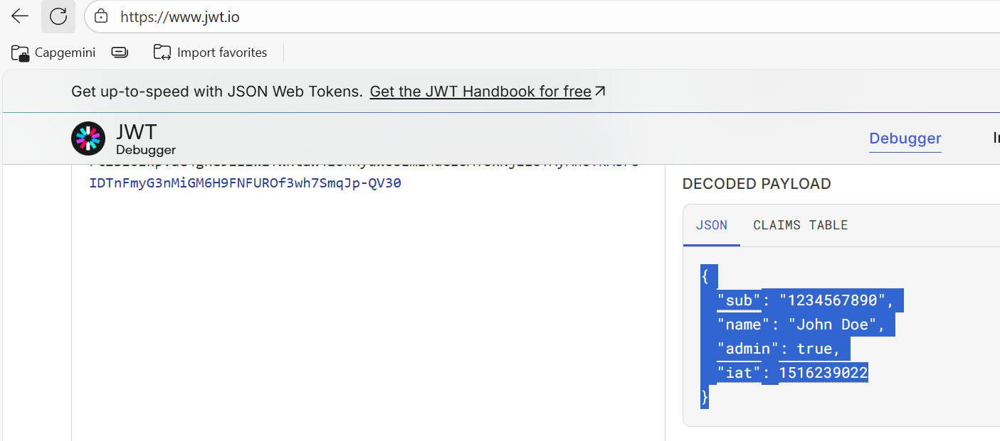 https://www.jwt.io
Capgemini
Import favorites
Get up-to-speed with JSON Web Tokens. Get the JWT Handbook for free
JWT
Debugger
Debugger
IDTnFmyG3nMiGM6H9FNFUROf3wh7SmqJp-QV30
DECODED PAYLOAD
JSON CLAIMS TABLE
{
"sub": "1234567890",
"name": "John Doe",
"admin": true,
"iat": 1516239022
}